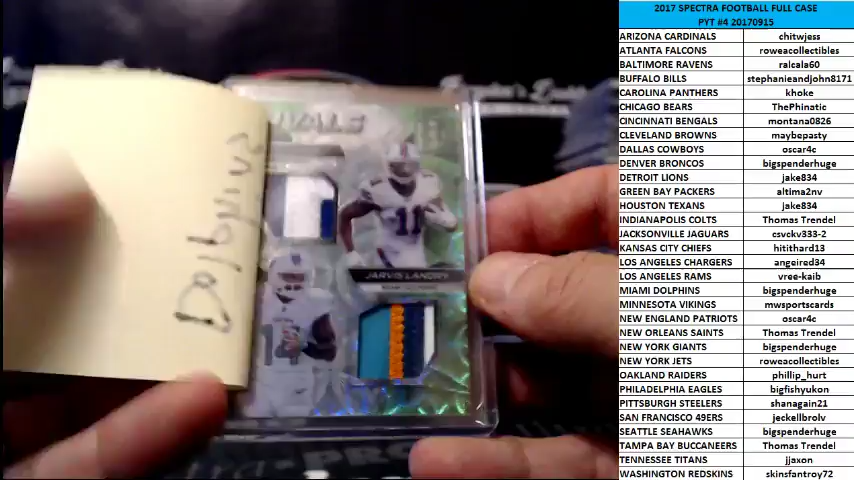 Dolphins
11
JARVIS LANDRY
14
2017 SPECTRA FOOTBALL FULL CASE
PYT #4 20170915
ARIZONA CARDINALS chitwjess
ATLANTA FALCONS roweacollectibles
BALTIMORE RAVENS ralcala60
BUFFALO BILLS stephanieandjohn8171
CAROLINA PANTHERS khoke
CHICAGO BEARS ThePhinatic
CINCINNATI BENGALS montana0826
CLEVELAND BROWNS maybepasty
DALLAS COWBOYS oscar4c
DENVER BRONCOS bigspenderhuge
DETROIT LIONS jake834
GREEN BAY PACKERS altima2nv
HOUSTON TEXANS jake834
INDIANAPOLIS COLTS Thomas Trendel
JACKSONVILLE JAGUARS csvckv333-2
KANSAS CITY CHIEFS hitithard13
LOS ANGELES CHARGERS angeired34
LOS ANGELES RAMS vree-kaib
MIAMI DOLPHINS bigspenderhuge
MINNESOTA VIKINGS mwsportscards
NEW ENGLAND PATRIOTS oscar4c
NEW ORLEANS SAINTS Thomas Trendel
NEW YORK GIANTS bigspenderhuge
NEW YORK JETS roweacollectibles
OAKLAND RAIDERS phillip_hurt
PHILADELPHIA EAGLES bigfishyukon
PITTSBURGH STEELERS shanagain21
SAN FRANCISCO 49ERS jeckellbrolv
SEATTLE SEAHAWKS bigspenderhuge
TAMPA BAY BUCCANEERS Thomas Trendel
TENNESSEE TITANS jjaxon
WASHINGTON REDSKINS skinsfantroy72